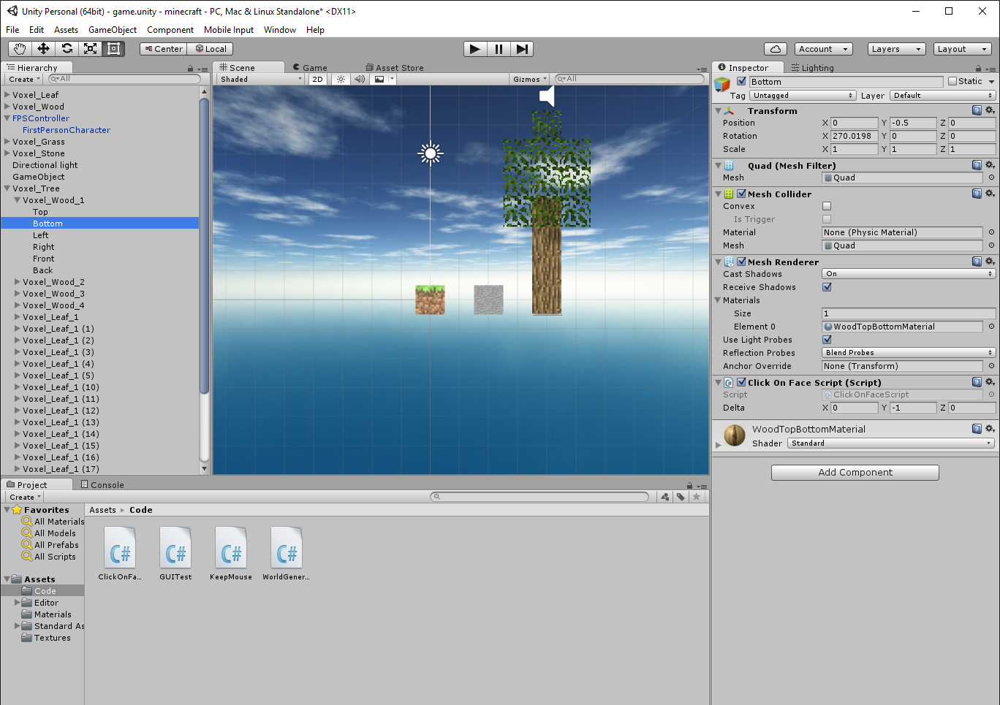 Unity Personal (64bit) - game.unity - minecraft - PC, Mac & Linux Standalone* <DX11>
File Edit Assets GameObject Component Mobile Input Window Help
Center Local Account Layers Layout
Hierarchy
Create All
Voxel_Leaf
Voxel_Wood
FPSController
FirstPersonCharacter
Voxel_Grass
Voxel_Stone
Directional light
GameObject
Voxel_Tree
Voxel_Wood_1
Top
Bottom
Left
Right
Front
Back
Voxel_Wood_2
Voxel_Wood_3
Voxel_Wood_4
Voxel_Leaf_1
Voxel_Leaf_1 (1)
Voxel_Leaf_1 (2)
Voxel_Leaf_1 (3)
Voxel_Leaf_1 (4)
Voxel_Leaf_1 (5)
Voxel_Leaf_1 (10)
Voxel_Leaf_1 (11)
Voxel_Leaf_1 (12)
Voxel_Leaf_1 (13)
Voxel_Leaf_1 (14)
Voxel_Leaf_1 (15)
Voxel_Leaf_1 (16)
Voxel_Leaf_1 (17)
Scene Game Asset Store
Shaded 2D Gizmos All
Inspector Lighting
Bottom Static
Tag Untagged Layer Default
Transform
Position X 0 Y -0.5 Z 0
Rotation X 270.0198 Y 0 Z 0
Scale X 1 Y 1 Z 1
Quad (Mesh Filter)
Mesh Quad
Mesh Collider
Convex
Is Trigger
Material None (Physic Material)
Mesh Quad
Mesh Renderer
Cast Shadows On
Receive Shadows
Materials
Size 1
Element 0 WoodTopBottomMaterial
Use Light Probes
Reflection Probes Blend Probes
Anchor Override None (Transform)
C# Click On Face Script (Script)
Script ClickOnFaceScript
Delta X 0 Y -1 Z 0
WoodTopBottomMaterial
Shader Standard
Add Component
Project Console
Create
Favorites
All Materials
All Models
All Prefabs
All Scripts
Assets
Code
Editor
Materials
Standard As
Textures
Assets Code
C# C# C# C#
ClickOnFa... GUITest KeepMouse WorldGener...